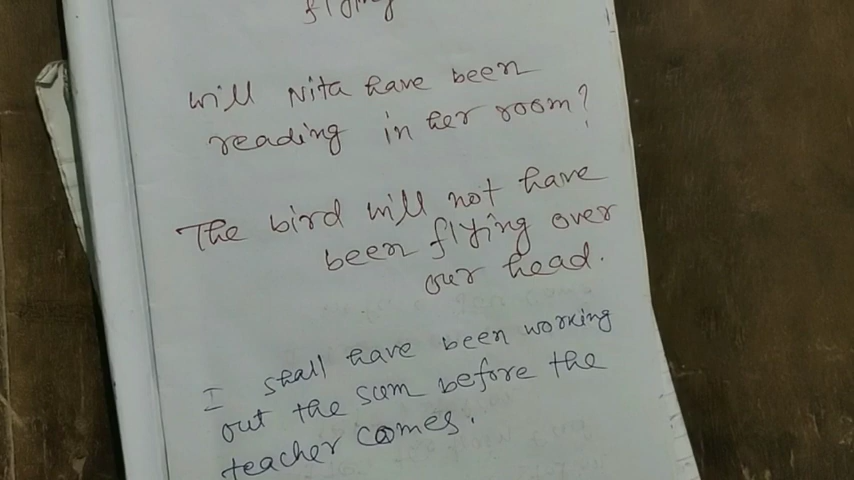 flying
will Nita have been
reading in her room?
The bird will not have
been flying over
our head.
I shall have been working
out the sum before the
teacher comes.